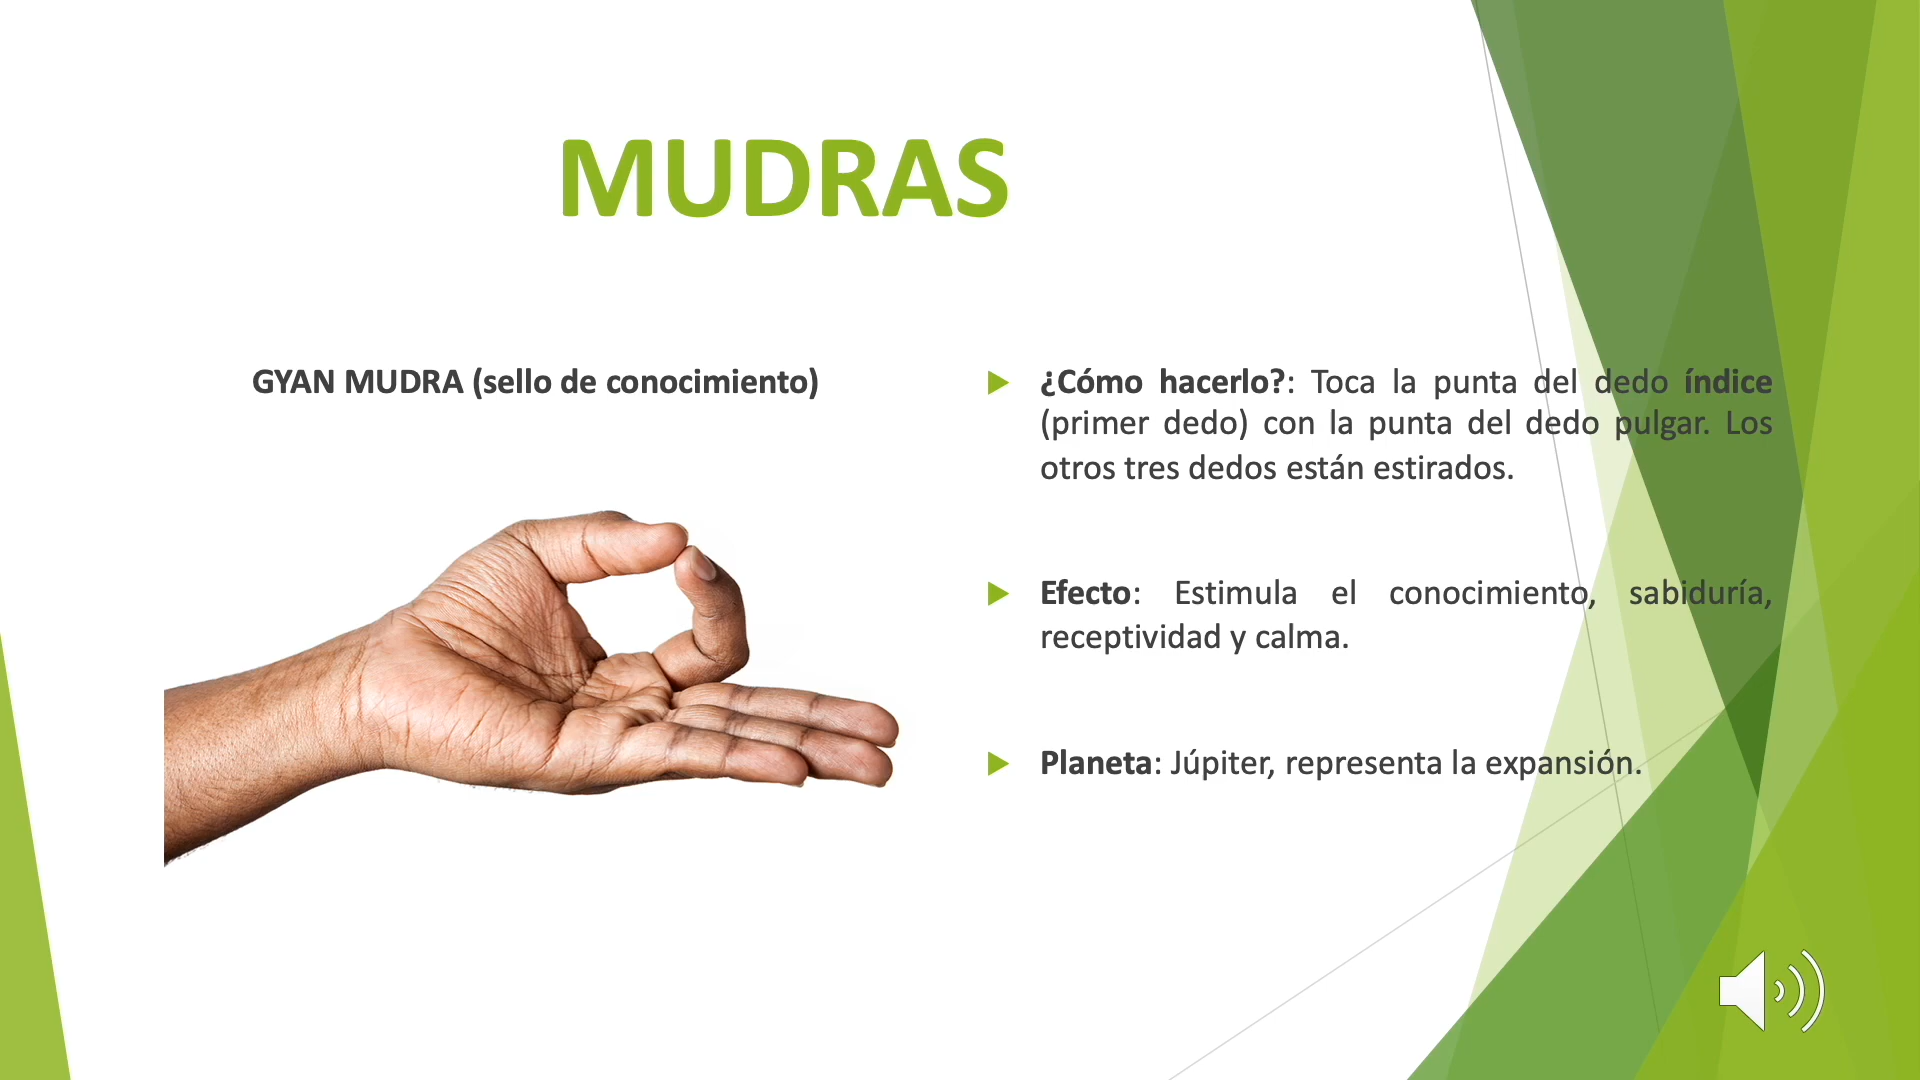 MUDRAS
GYAN MUDRA (sello de conocimiento)
¿Cómo hacerlo?: Toca la punta del dedo índice
(primer dedo) con la punta del dedo pulgar. Los
otros tres dedos están estirados.
Efecto: Estimula el conocimiento, sabiduría,
receptividad y calma.
Planeta: Júpiter, representa la expansión.